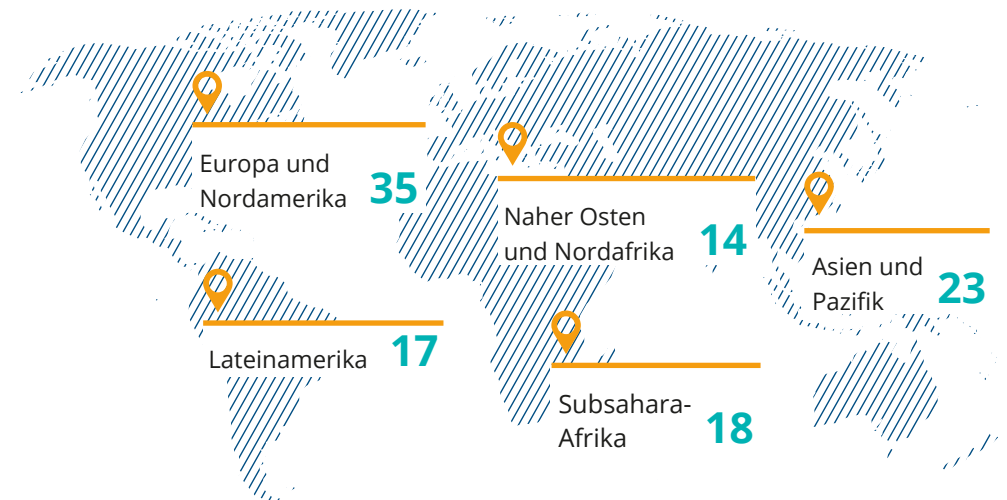 Europa und
Nordamerika 35
Naher Osten
und Nordafrika 14
Asien und
Pazifik 23
Lateinamerika 17
Subsahara-
Afrika 18